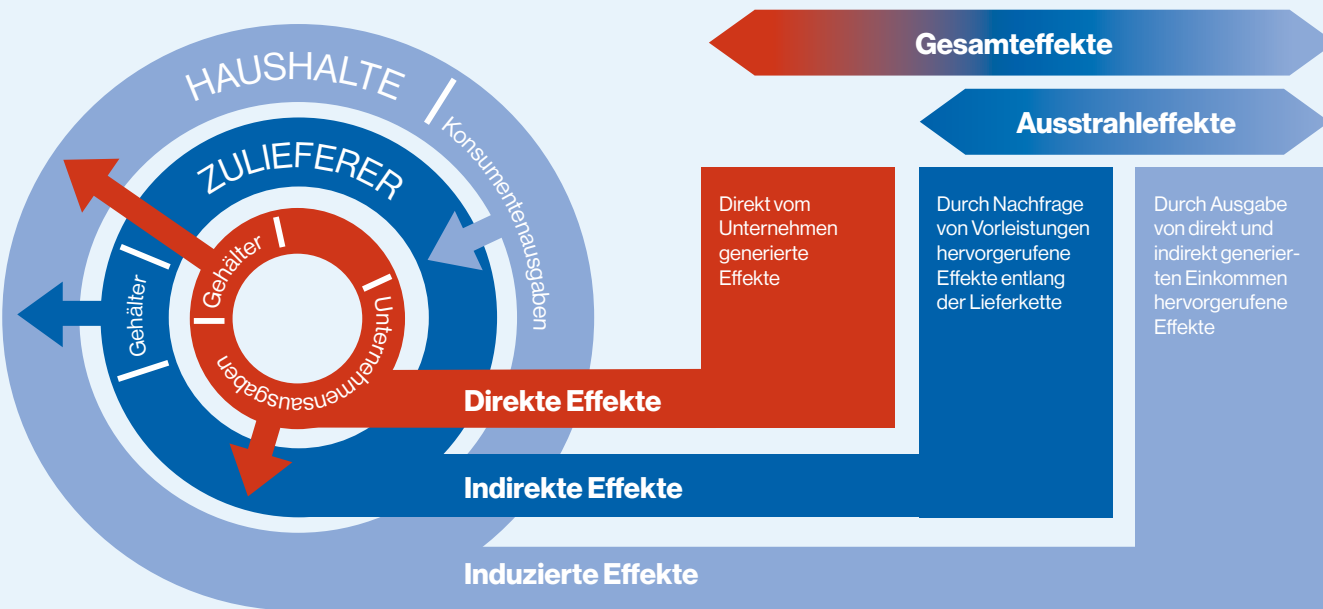 HAUSHALTE
Konsumentenausgaben
ZULIEFERER
Gehälter
Gehälter
Unternehmensausgaben
Gesamteffekte
Ausstrahleffekte
Direkt vom
Unternehmen
generierte
Effekte
Durch Nachfrage
von Vorleistungen
hervorgerufene
Effekte entlang
der Lieferkette
Durch Ausgabe
von direkt und
indirekt generier-
ten Einkommen
hervorgerufene
Effekte
Direkte Effekte
Indirekte Effekte
Induzierte Effekte